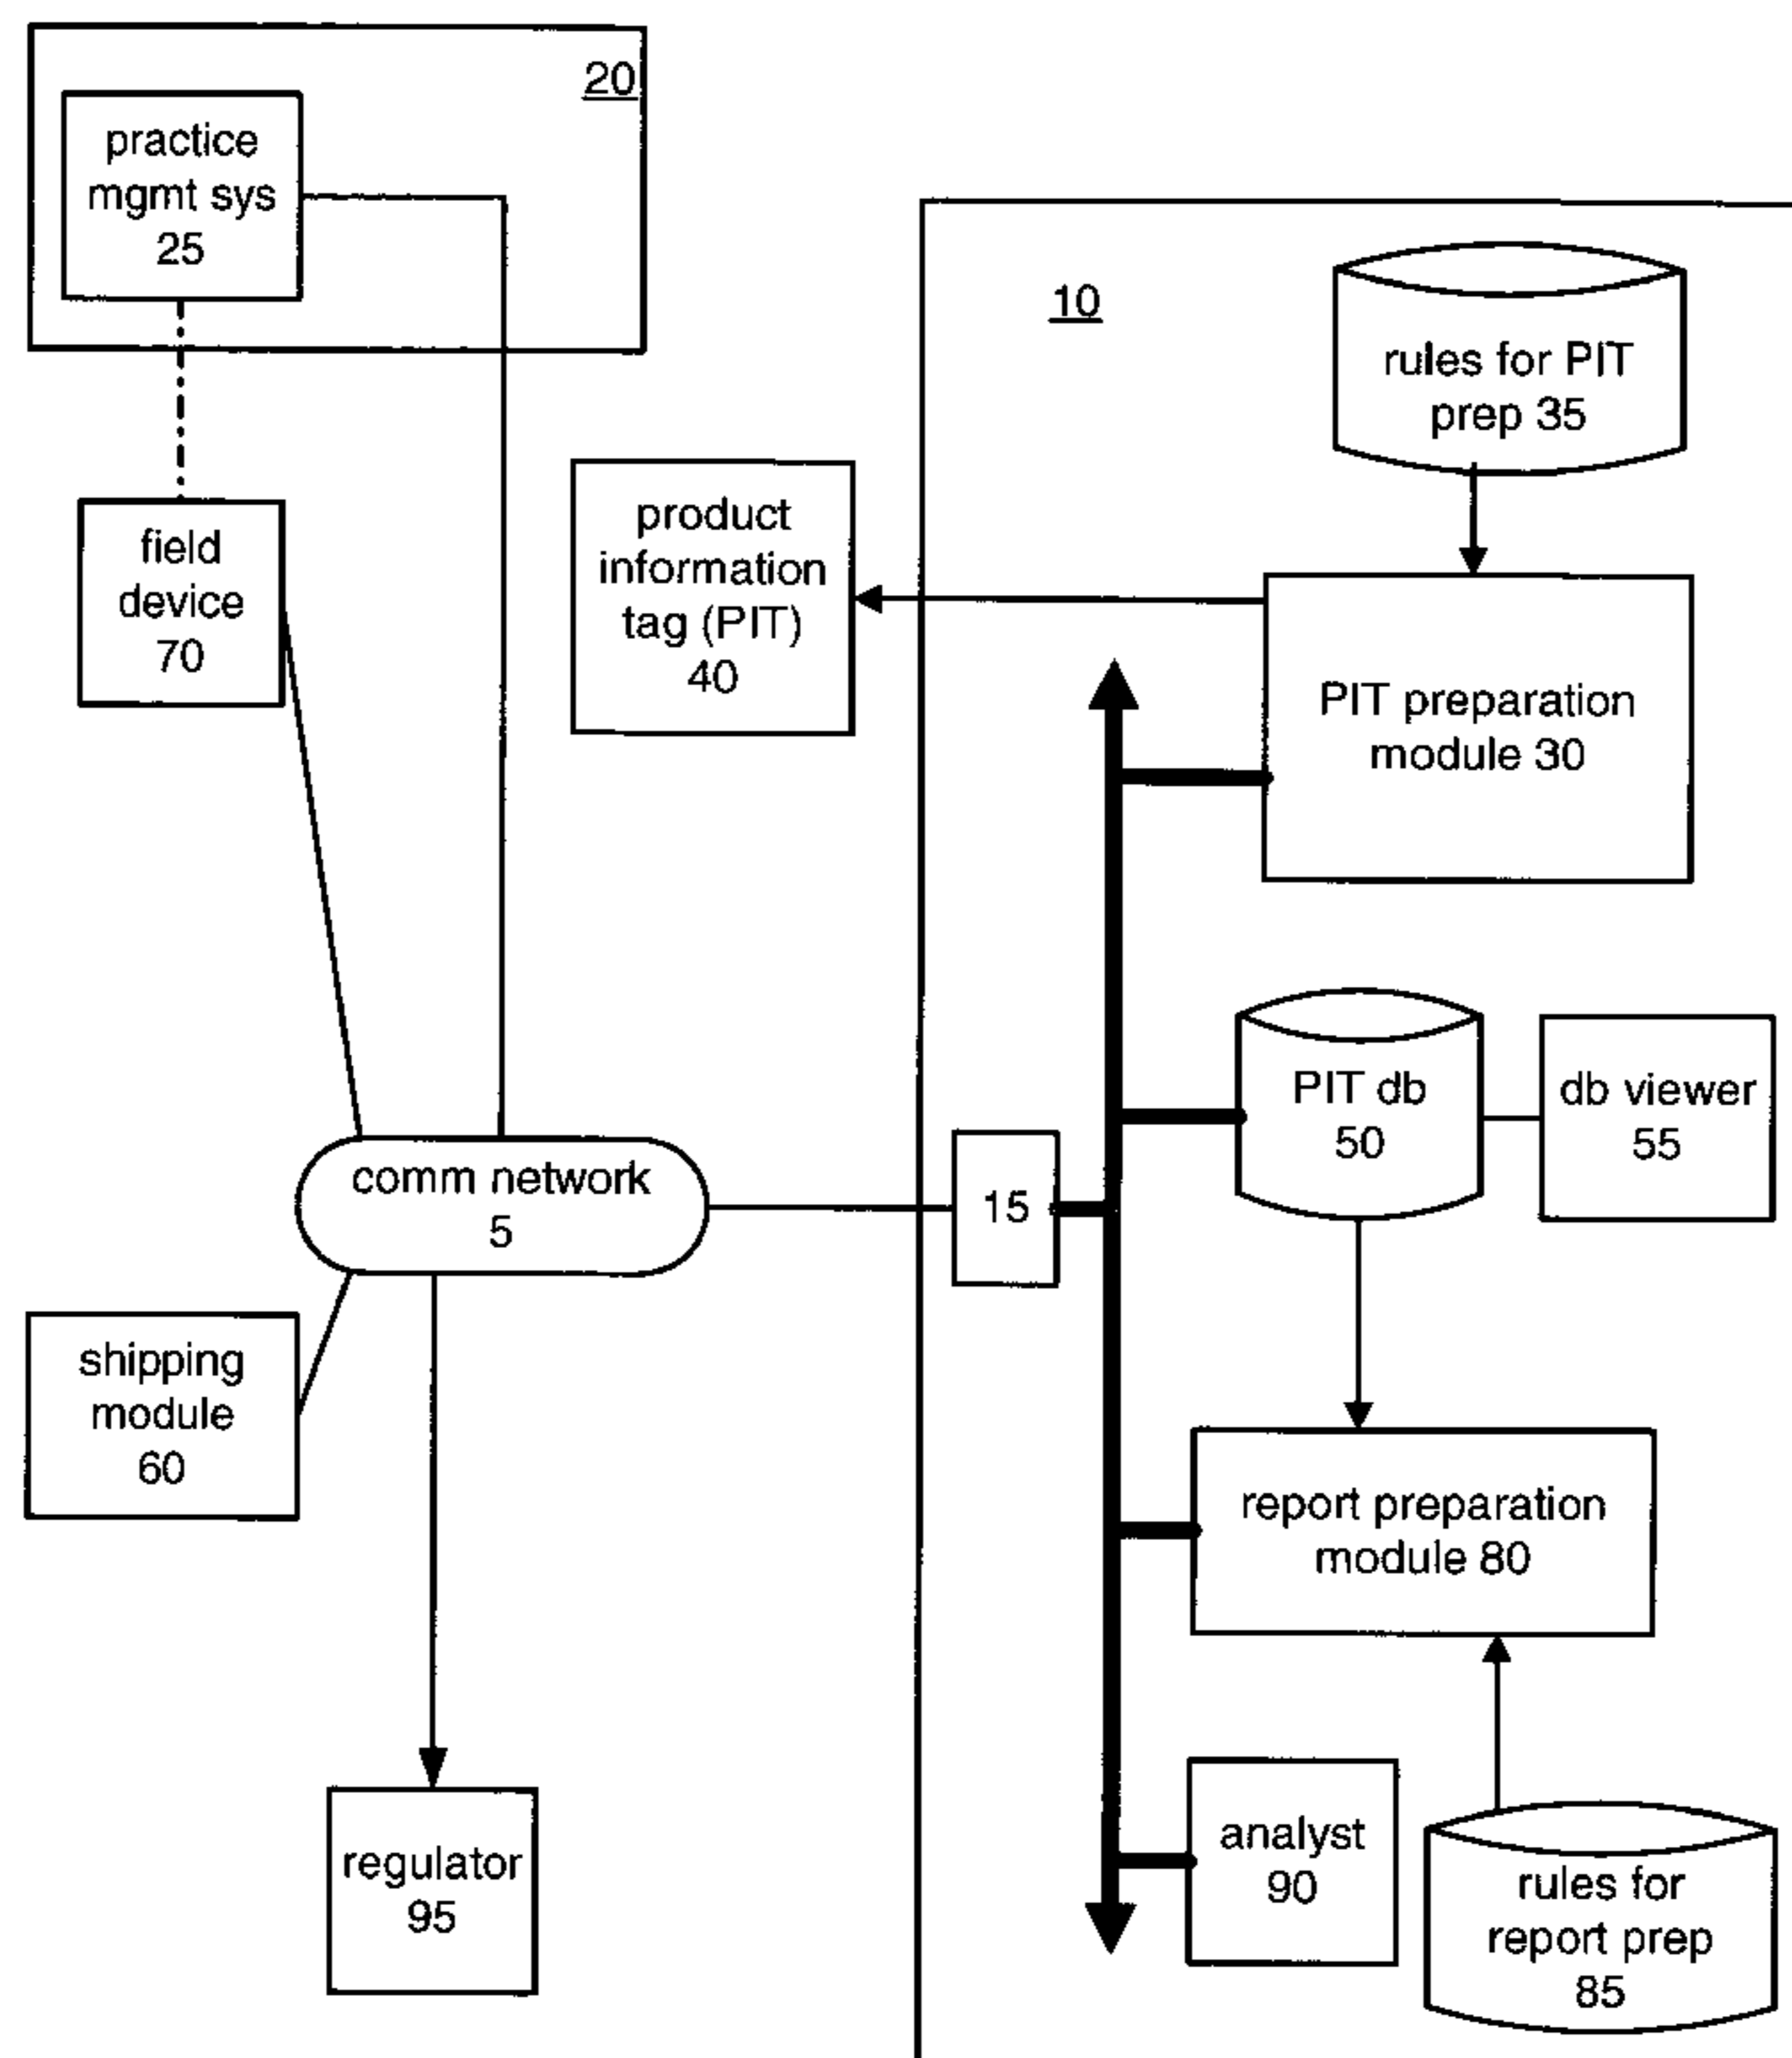 20
practice
mgmt sys
25
10
rules for PIT
prep 35
product
information
tag (PIT)
40
field
device
70
PIT preparation
module 30
PIT db
50
db viewer
55
comm network
5
15
shipping
module
60
report preparation
module 80
regulator
95
analyst
90
rules for
report prep
85